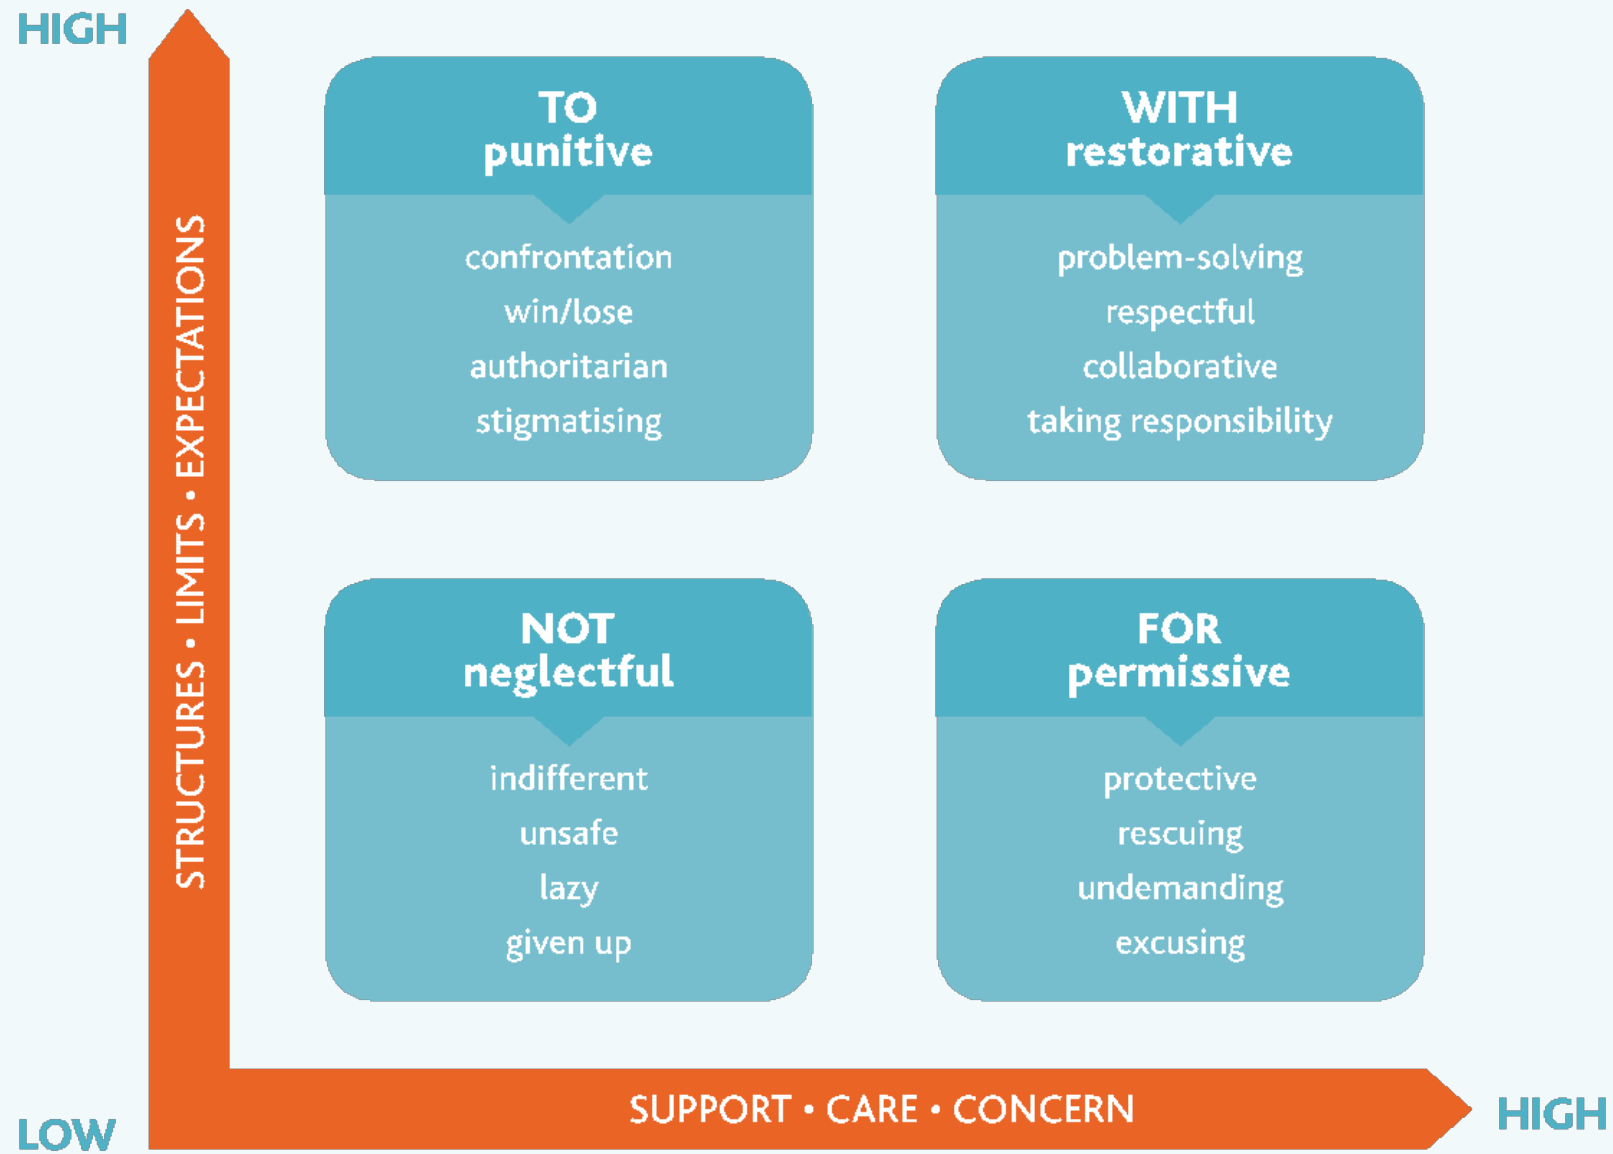 HIGH
STRUCTURES • LIMITS • EXPECTATIONS
TO
punitive
confrontation
win/lose
authoritarian
stigmatising
WITH
restorative
problem-solving
respectful
collaborative
taking responsibility
NOT
neglectful
indifferent
unsafe
lazy
given up
FOR
permissive
protective
rescuing
undemanding
excusing
LOW
SUPPORT • CARE • CONCERN
HIGH